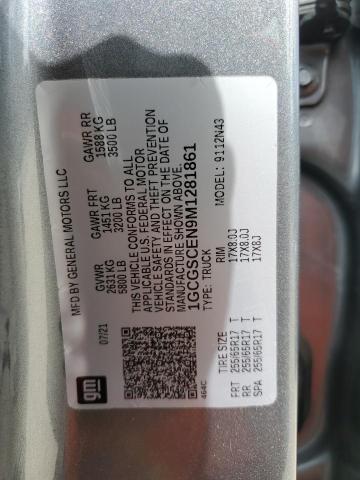 gm
MFD BY GENERAL MOTORS LLC
07/21
GVWR GAWR FRT GAWR RR
2631 KG 1451 KG 1588 KG
5800 LB 3200 LB 3500 LB
THIS VEHICLE CONFORMS TO ALL
APPLICABLE U.S. FEDERAL MOTOR
VEHICLE SAFETY AND THEFT PREVENTION
STANDARDS IN EFFECT ON THE DATE OF
MANUFACTURE SHOWN ABOVE.
1GCGSCEN9M1281861
TYPE: TRUCK MODEL: 9112N43
464C
TIRE SIZE RIM
FRT 255/65R17 T 17X8.0J
RR 255/65R17 T 17X8.0J
SPA 255/65R17 T 17X8J